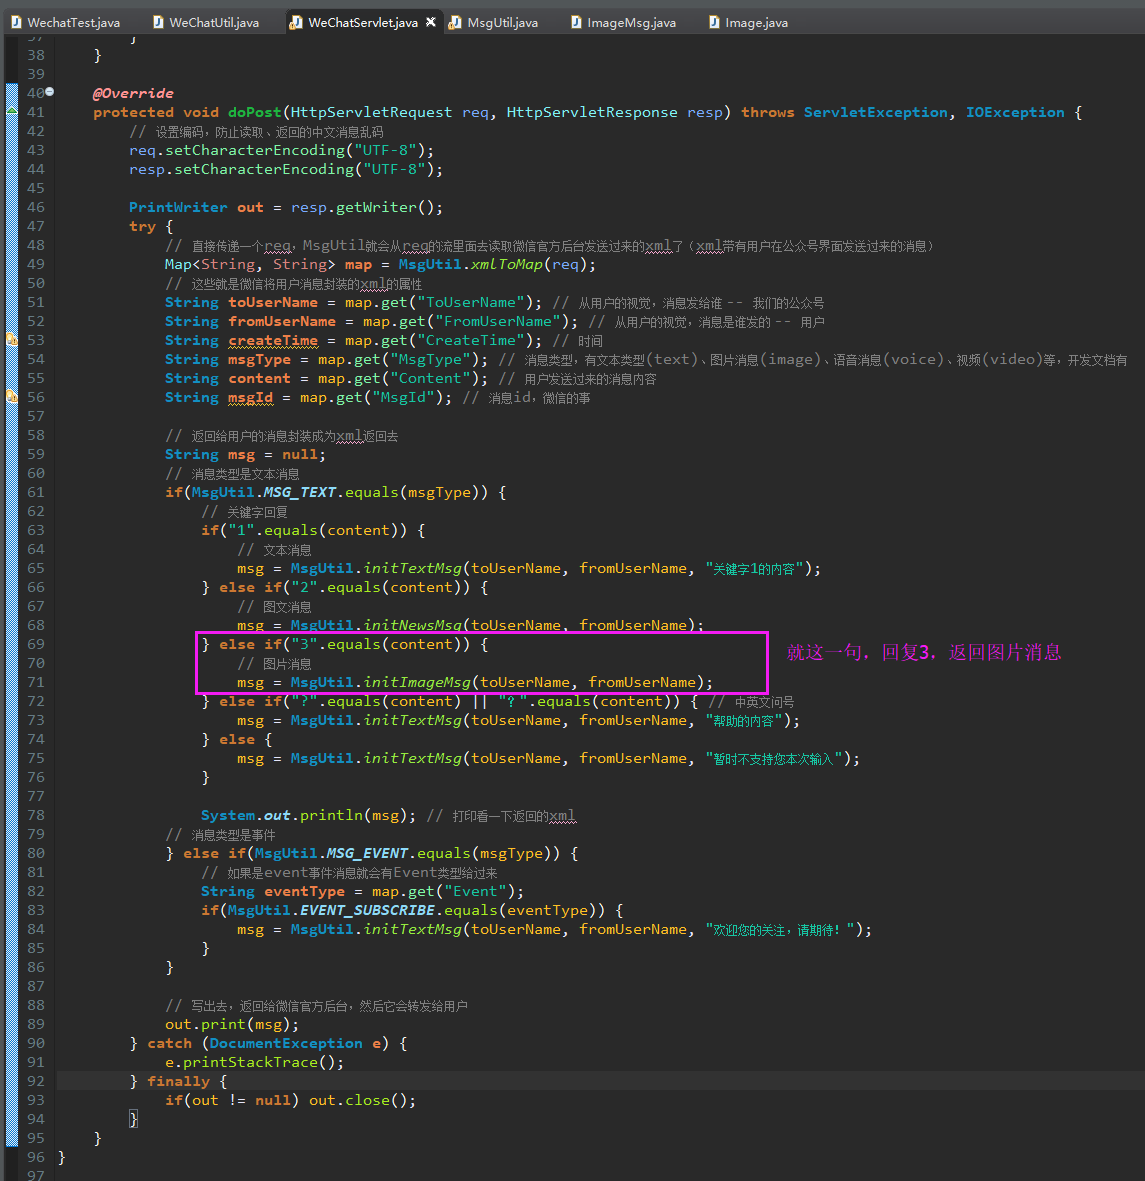 WechatTest.java WeChatUtil.java WeChatServlet.java MsgUtil.java ImageMsg.java Image.java
37 }
38 }
39
40 @Override
41 protected void doPost(HttpServletRequest req, HttpServletResponse resp) throws ServletException, IOException {
42 // 设置编码，防止读取、返回的中文消息乱码
43 req.setCharacterEncoding("UTF-8");
44 resp.setCharacterEncoding("UTF-8");
45
46 PrintWriter out = resp.getWriter();
47 try {
48 // 直接传递一个req，MsgUtil就会从req的流里面去读取微信官方后台发送过来的xml了（xml带有用户在公众号界面发送过来的消息）
49 Map<String, String> map = MsgUtil.xmlToMap(req);
50 // 这些就是微信将用户消息封装的xml的属性
51 String toUserName = map.get("ToUserName"); // 从用户的视觉，消息发给谁 -- 我们的公众号
52 String fromUserName = map.get("FromUserName"); // 从用户的视觉，消息是谁发的 -- 用户
53 String createTime = map.get("CreateTime"); // 时间
54 String msgType = map.get("MsgType"); // 消息类型，有文本类型(text)、图片消息(image)、语音消息(voice)、视频(video)等，开发文档有
55 String content = map.get("Content"); // 用户发送过来的消息内容
56 String msgId = map.get("MsgId"); // 消息id，微信的事
57
58 // 返回给用户的消息封装成为xml返回去
59 String msg = null;
60 // 消息类型是文本消息
61 if(MsgUtil.MSG_TEXT.equals(msgType)) {
62 // 关键字回复
63 if("1".equals(content)) {
64 // 文本消息
65 msg = MsgUtil.initTextMsg(toUserName, fromUserName, "关键字1的内容");
66 } else if("2".equals(content)) {
67 // 图文消息
68 msg = MsgUtil.initNewsMsg(toUserName, fromUserName);
69 } else if("3".equals(content)) {
70 // 图片消息
就这一句，回复3，返回图片消息
71 msg = MsgUtil.initImageMsg(toUserName, fromUserName);
72 } else if("?".equals(content) || "？".equals(content)) { // 中英文问号
73 msg = MsgUtil.initTextMsg(toUserName, fromUserName, "帮助的内容");
74 } else {
75 msg = MsgUtil.initTextMsg(toUserName, fromUserName, "暂时不支持您本次输入");
76 }
77
78 System.out.println(msg); // 打印看一下返回的xml
79 // 消息类型是事件
80 } else if(MsgUtil.MSG_EVENT.equals(msgType)) {
81 // 如果是event事件消息就会有Event类型给过来
82 String eventType = map.get("Event");
83 if(MsgUtil.EVENT_SUBSCRIBE.equals(eventType)) {
84 msg = MsgUtil.initTextMsg(toUserName, fromUserName, "欢迎您的关注，请期待！");
85 }
86 }
87
88 // 写出去，返回给微信官方后台，然后它会转发给用户
89 out.print(msg);
90 } catch (DocumentException e) {
91 e.printStackTrace();
92 } finally {
93 if(out != null) out.close();
94 }
95 }
96 }
97